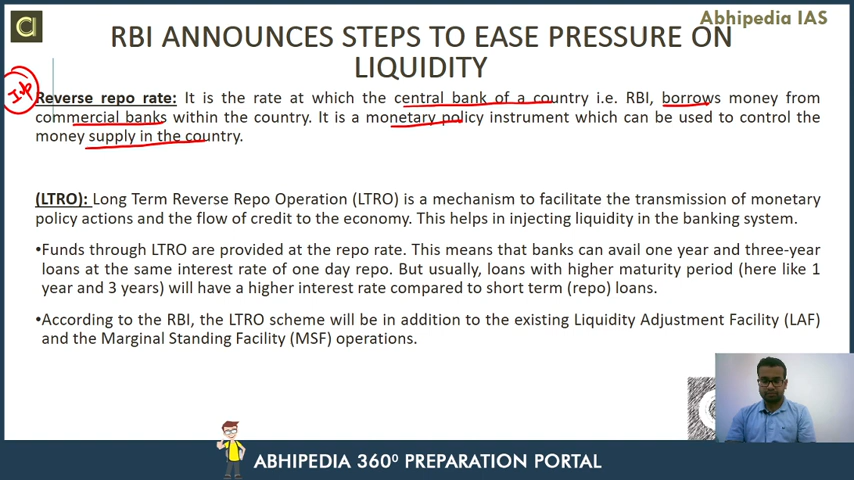 Abhipedia IAS
RBI ANNOUNCES STEPS TO EASE PRESSURE ON
LIQUIDITY
Imp
Reverse repo rate: It is the rate at which the central bank of a country i.e. RBI, borrows money from
commercial banks within the country. It is a monetary policy instrument which can be used to control the
money supply in the country.
(LTRO): Long Term Reverse Repo Operation (LTRO) is a mechanism to facilitate the transmission of monetary
policy actions and the flow of credit to the economy. This helps in injecting liquidity in the banking system.
•Funds through LTRO are provided at the repo rate. This means that banks can avail one year and three-year
loans at the same interest rate of one day repo. But usually, loans with higher maturity period (here like 1
year and 3 years) will have a higher interest rate compared to short term (repo) loans.
•According to the RBI, the LTRO scheme will be in addition to the existing Liquidity Adjustment Facility (LAF)
and the Marginal Standing Facility (MSF) operations.
ABHIPEDIA 360⁰ PREPARATION PORTAL